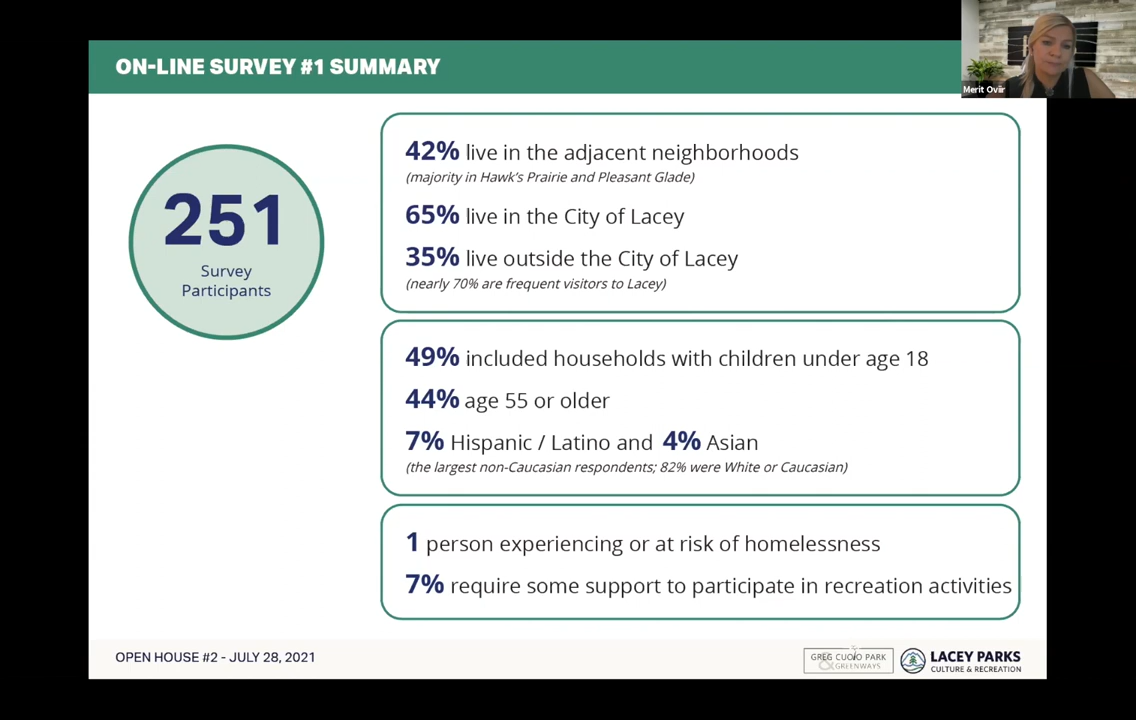 ON-LINE SURVEY #1 SUMMARY
Merit Oviir
251
Survey
Participants
42% live in the adjacent neighborhoods
(majority in Hawk's Prairie and Pleasant Glade)
65% live in the City of Lacey
35% live outside the City of Lacey
(nearly 70% are frequent visitors to Lacey)
49% included households with children under age 18
44% age 55 or older
7% Hispanic / Latino and 4% Asian
(the largest non-Caucasian respondents; 82% were White or Caucasian)
1 person experiencing or at risk of homelessness
7% require some support to participate in recreation activities
OPEN HOUSE #2 - JULY 28, 2021
GREG CUOIO PARK
& GREENWAYS
LACEY PARKS
CULTURE & RECREATION